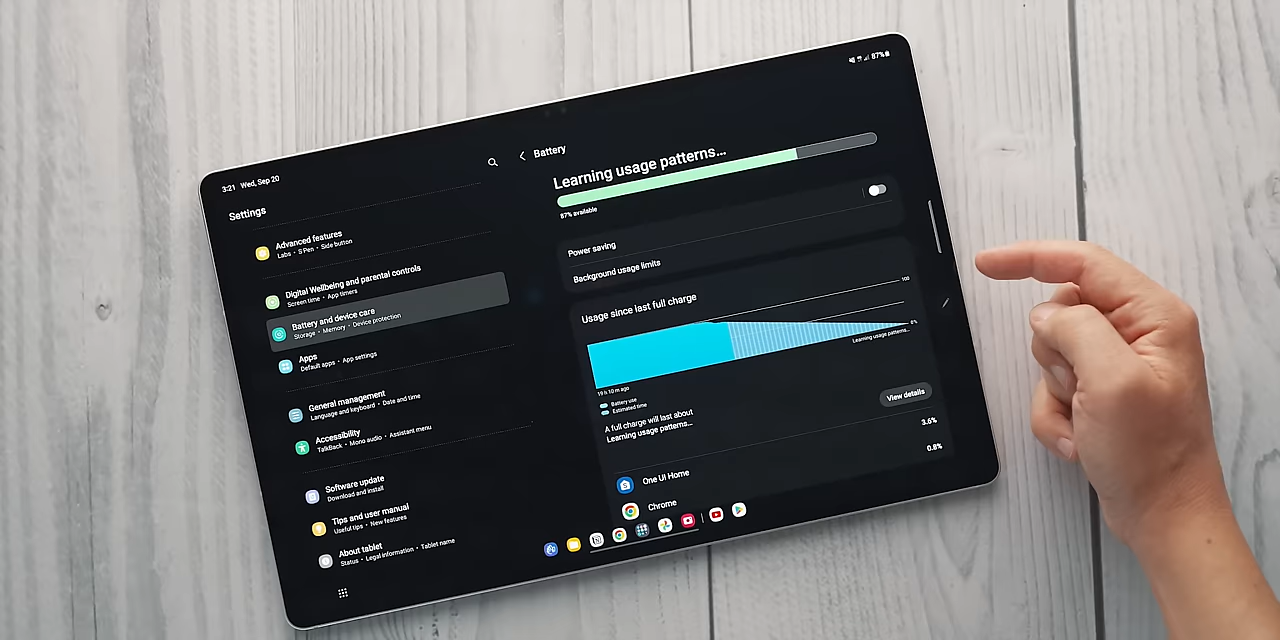 3:21 Wed, Sep 20
87%
Settings
Advanced features
Labs • S Pen • Side button
Digital Wellbeing and parental controls
Screen time • App timers
Battery and device care
Storage • Memory • Device protection
Apps
Default apps • App settings
General management
Language and keyboard • Date and time
Accessibility
TalkBack • Mono audio • Assistant menu
Software update
Download and install
Tips and user manual
Useful tips • New features
About tablet
Status • Legal information • Tablet name
Battery
Learning usage patterns...
87% available
Power saving
Background usage limits
Usage since last full charge
100
0%
Learning usage patterns...
19 h 10 m ago
Battery use
Estimated time
A full charge will last about
Learning usage patterns...
View details
One UI Home
3.6%
Chrome
0.8%